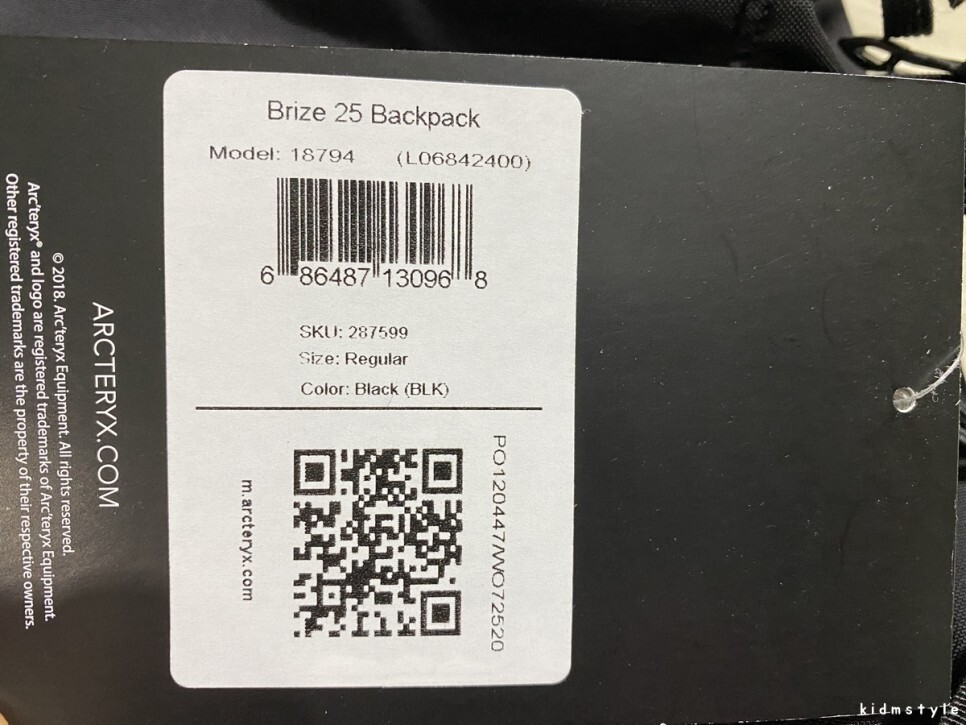 Brize 25 Backpack
Model: 18794 (L06842400)
6 86487 13096 8
SKU: 287599
Size: Regular
Color: Black (BLK)
PO120447/WO72520
m.arcteryx.com
ARCTERYX.COM
© 2018. Arc'teryx Equipment. All rights reserved.
Arc'teryx® and logo are registered trademarks of Arc'teryx Equipment.
Other registered trademarks are the property of their respective owners.
kidmstyle